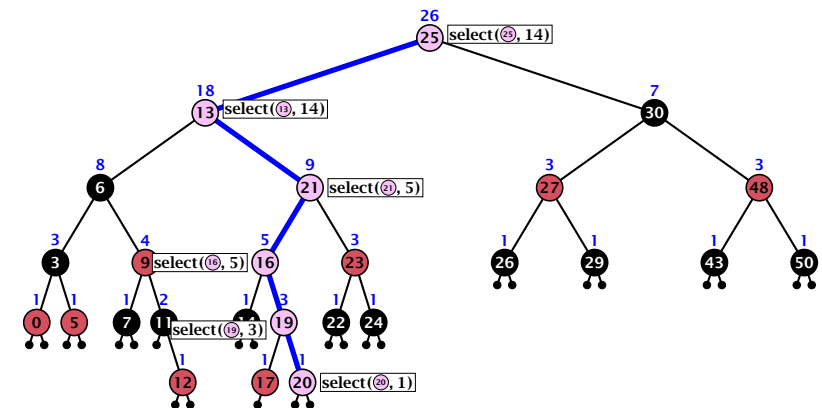 26
25 select(25, 14)
18 7
13 select(13, 14) 30
8 9 3 3
6 21 select(21, 5) 27 48
3 4 5 3 1 1 1 1
3 9 select(16, 5) 16 23 26 29 43 50
1 1 1 2 1 3 1 1
0 5 7 11 select(19, 3) 14 19 22 24
1 1 1
12 17 20 select(20, 1)